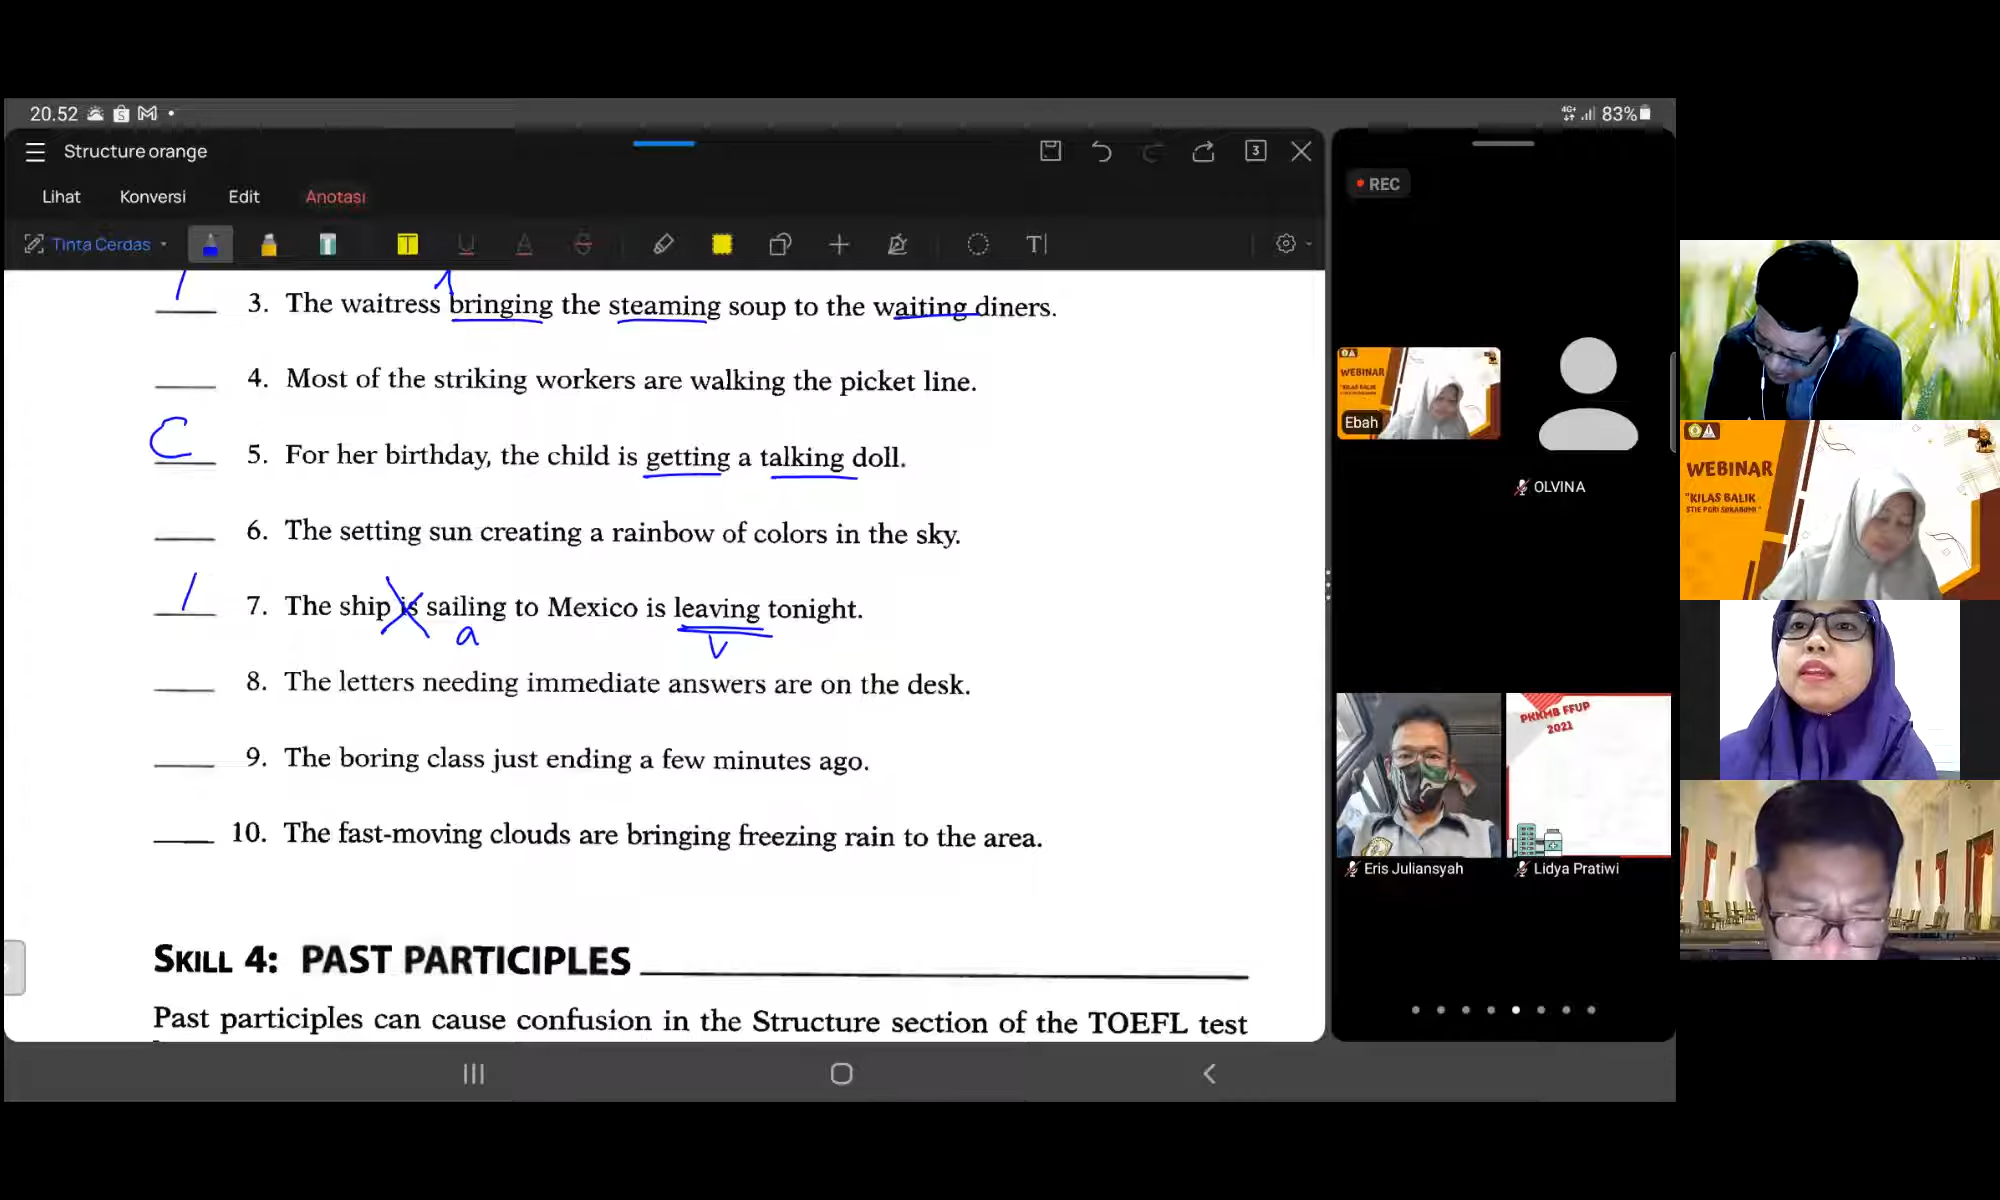 20.52
4G+
83%
Structure orange
3
Lihat Konversi Edit Anotasi
Tinta Cerdas
T
U
A
S
T
I
3. The waitress bringing the steaming soup to the waiting diners.
4. Most of the striking workers are walking the picket line.
C
5. For her birthday, the child is getting a talking doll.
6. The setting sun creating a rainbow of colors in the sky.
I
7. The ship is sailing to Mexico is leaving tonight.
a
v
8. The letters needing immediate answers are on the desk.
9. The boring class just ending a few minutes ago.
10. The fast-moving clouds are bringing freezing rain to the area.
SKILL 4: PAST PARTICIPLES
Past participles can cause confusion in the Structure section of the TOEFL test
REC
WEBINAR
"KILAS BALIK
Ebah
OLVINA
PKKMB FFUP
2021
Eris Juliansyah
Lidya Pratiwi
WEBINAR
"KILAS BALIK
STIE PGRI SUKABUMI"